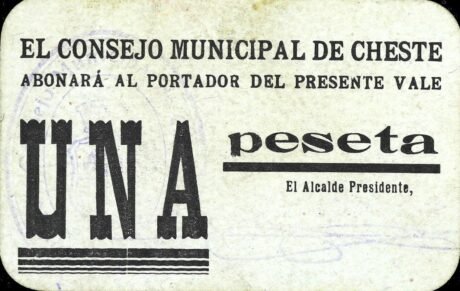 EL CONSEJO MUNICIPAL DE CHESTE
ABONARÁ AL PORTADOR DEL PRESENTE VALE
UNA peseta
El Alcalde Presidente,